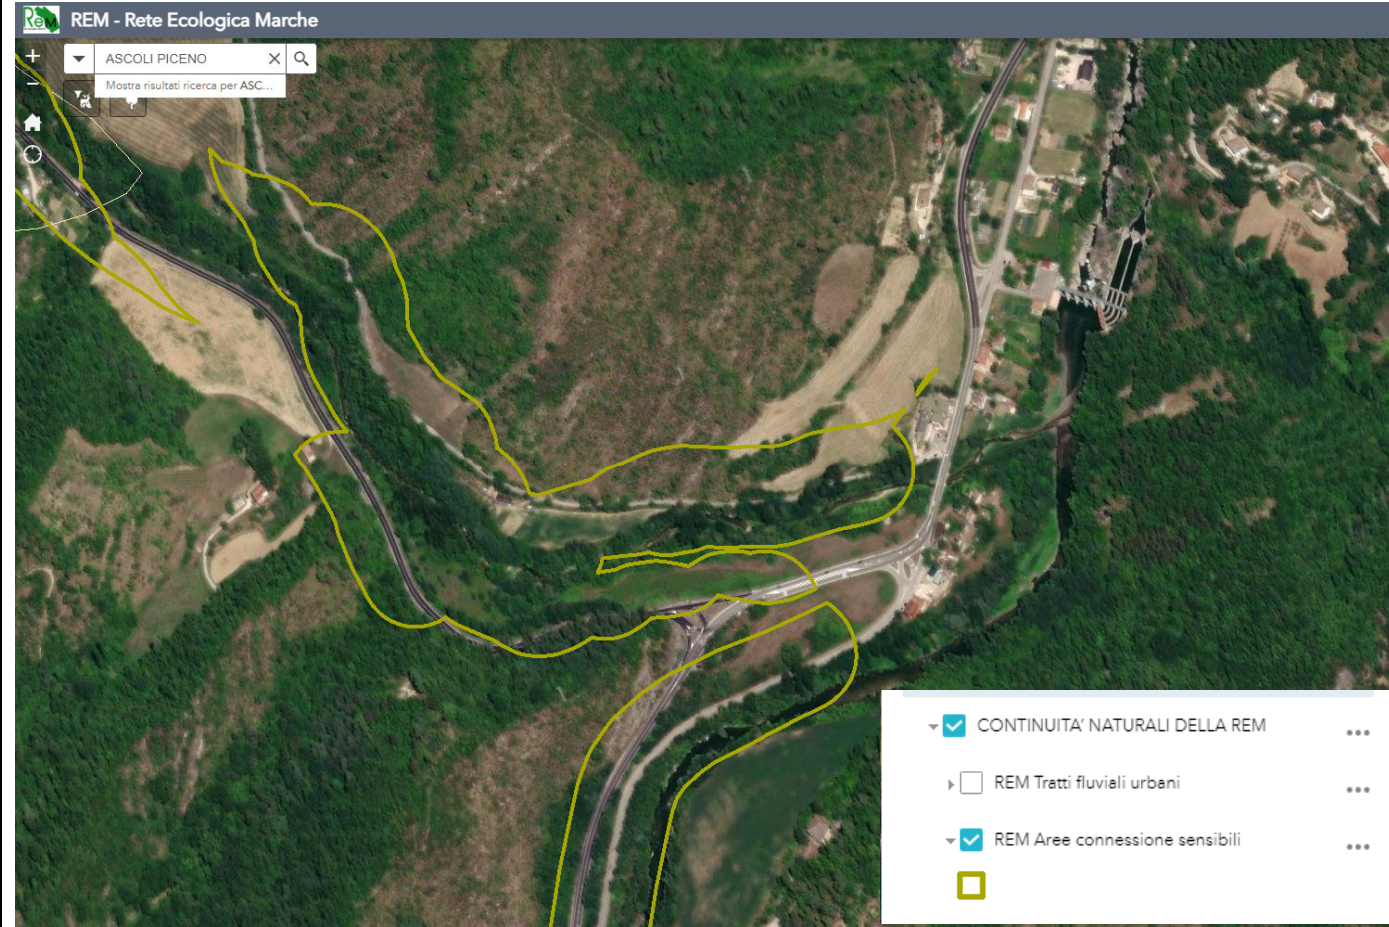 ReM
REM - Rete Ecologica Marche
ASCOLI PICENO
Mostra risultati ricerca per ASC...
CONTINUITA' NATURALI DELLA REM
REM Tratti fluviali urbani
REM Aree connessione sensibili